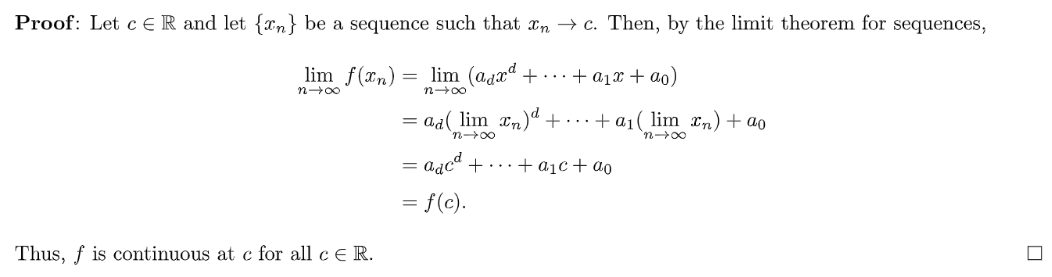 Proof: Let c ∈ ℝ and let {xₙ} be a sequence such that xₙ → c. Then, by the limit theorem for sequences,
lim_{n→∞} f(xₙ) = lim_{n→∞} (a_d x^d + ··· + a₁x + a₀)
= a_d(lim_{n→∞} xₙ)^d + ··· + a₁(lim_{n→∞} xₙ) + a₀
= a_d c^d + ··· + a₁c + a₀
= f(c).
Thus, f is continuous at c for all c ∈ ℝ. □